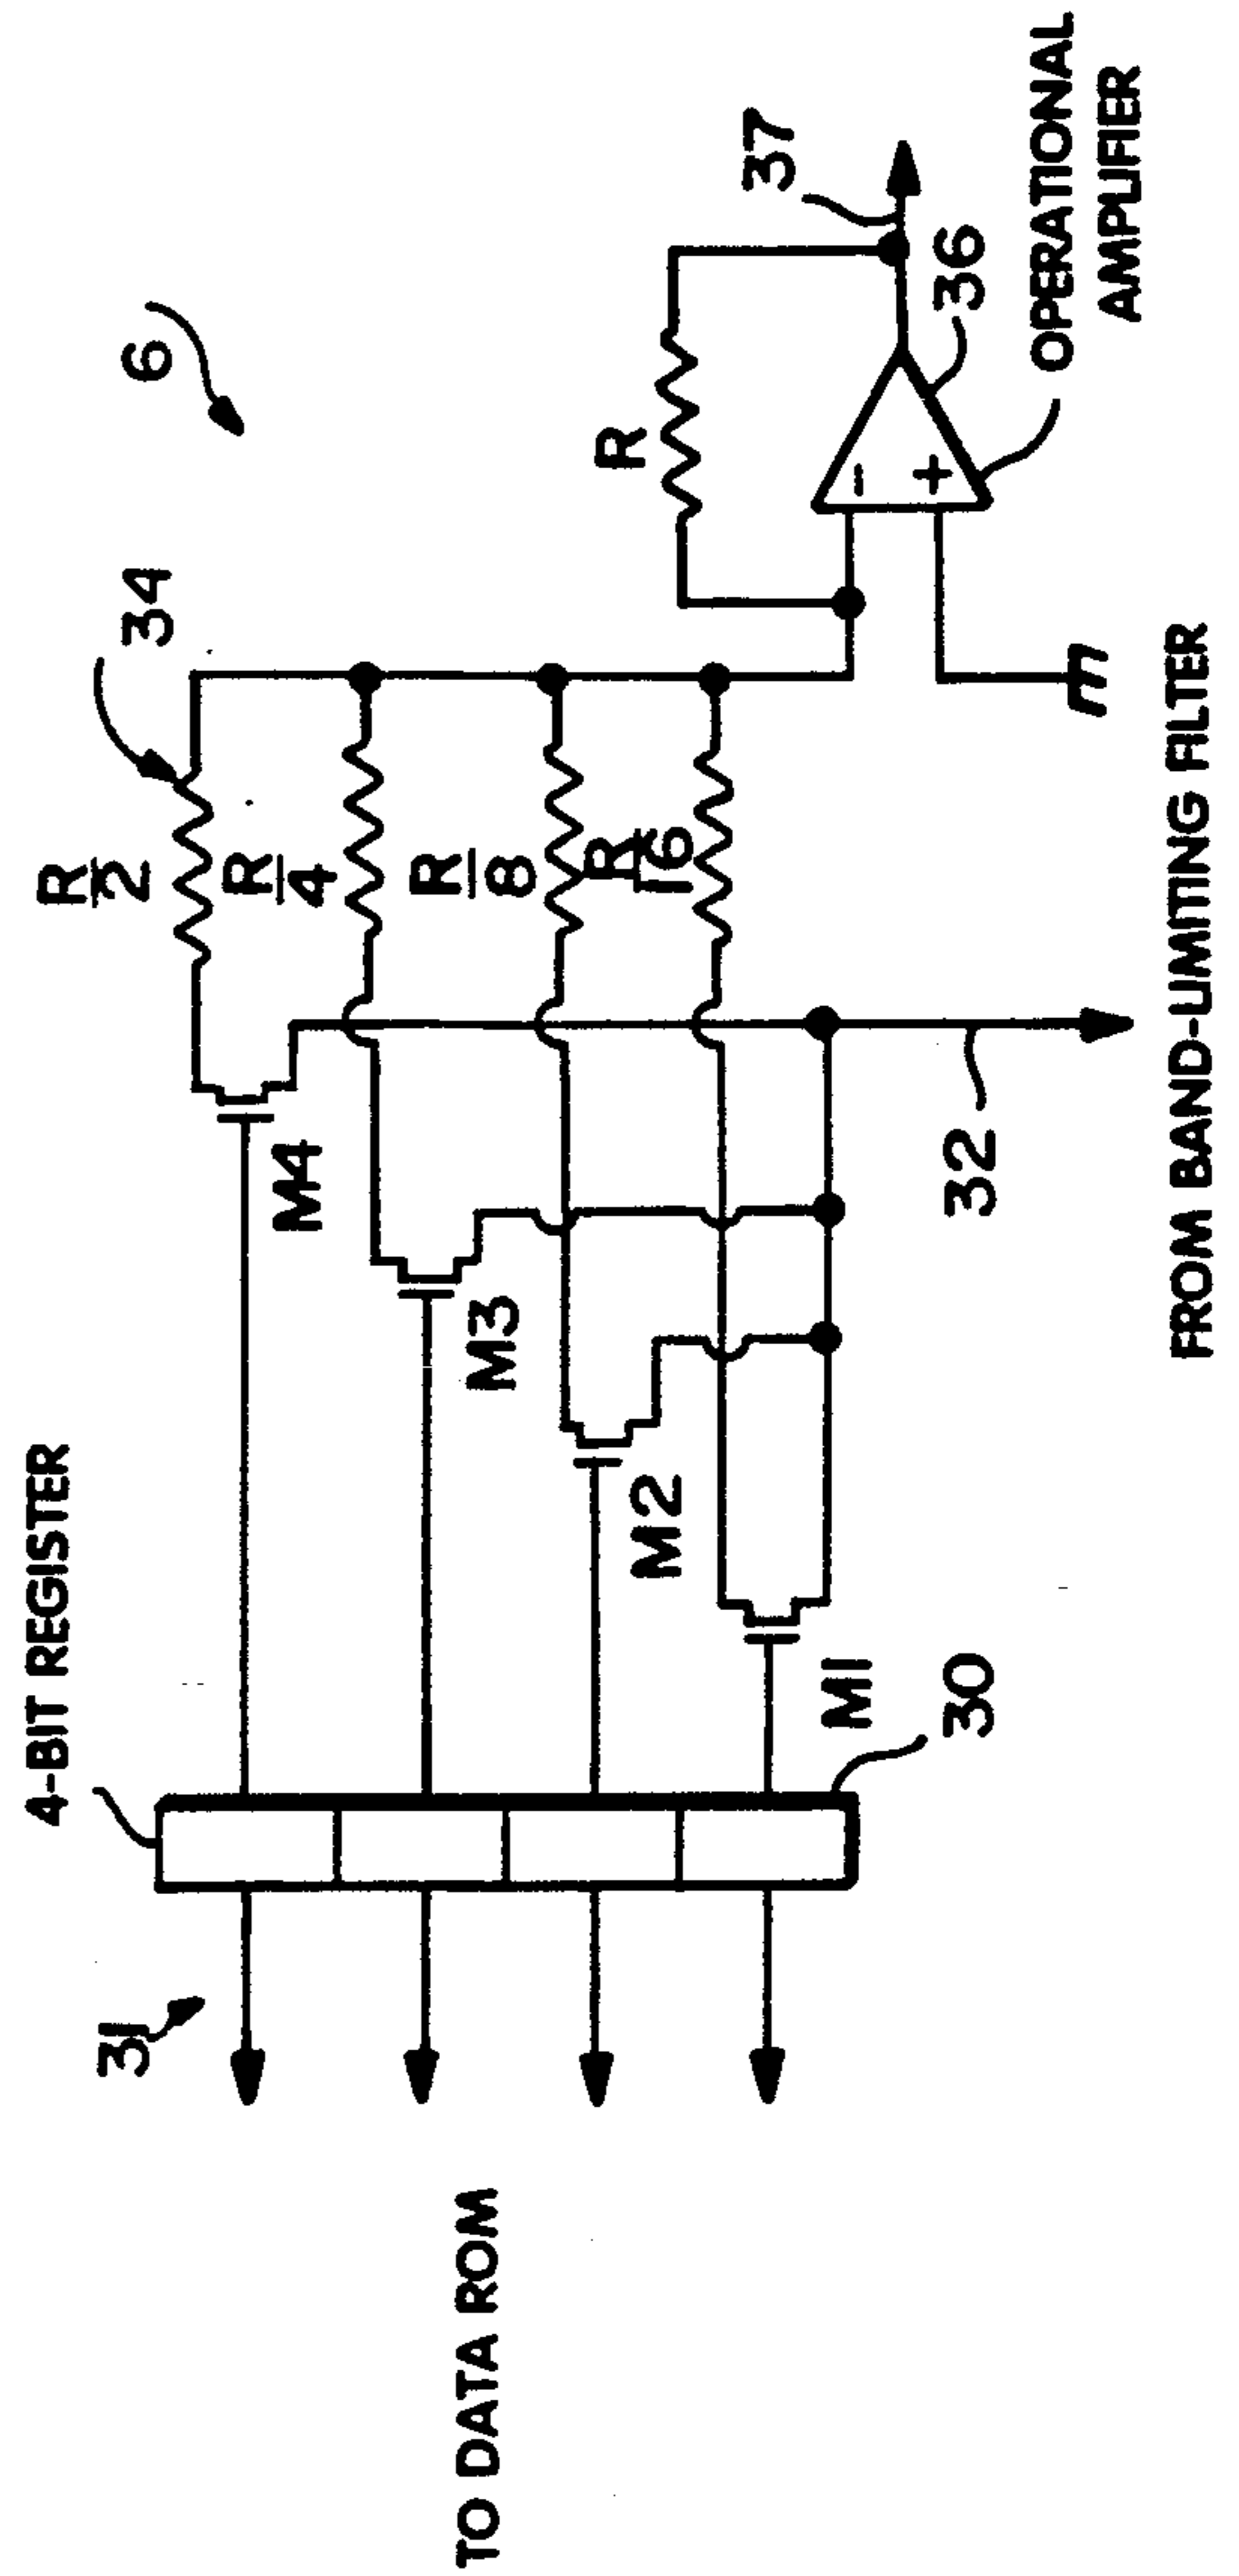 6
34
37
R
2
R
4
R
8
R
16
R
-
+
36
OPERATIONAL
AMPLIFIER
4-BIT REGISTER
31
M4
M3
M2
M1
30
32
FROM BAND-LIMITING FILTER
TO DATA ROM